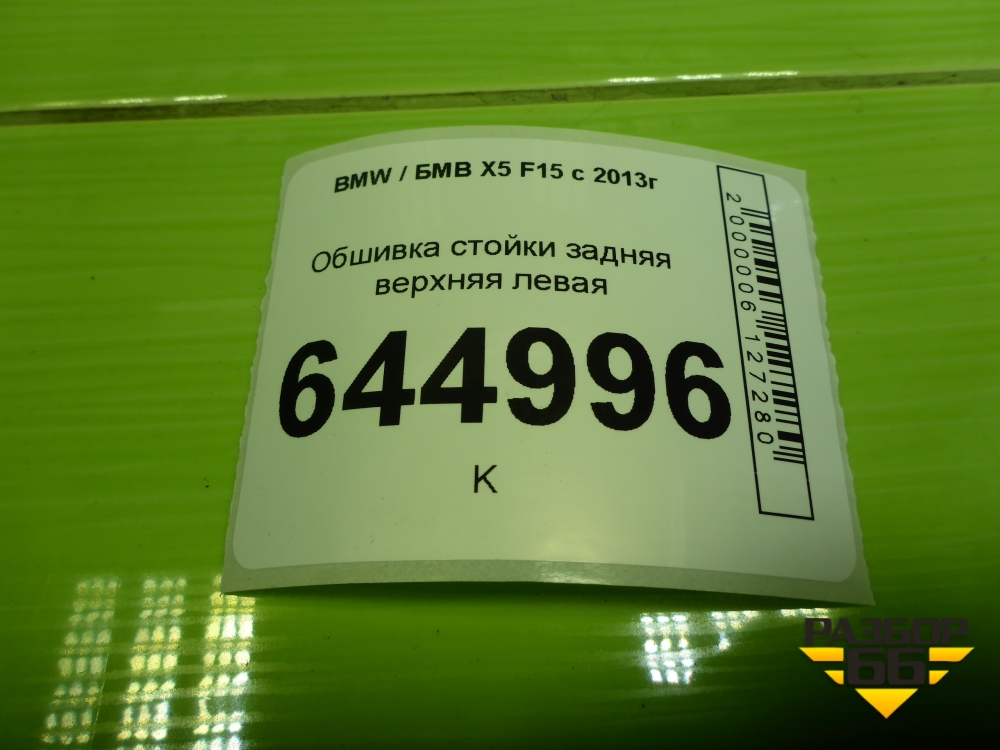 BMW / БМВ X5 F15 с 2013г
Обшивка стойки задняя
верхняя левая
644996
К
2000006127280
РАЗБОР
66